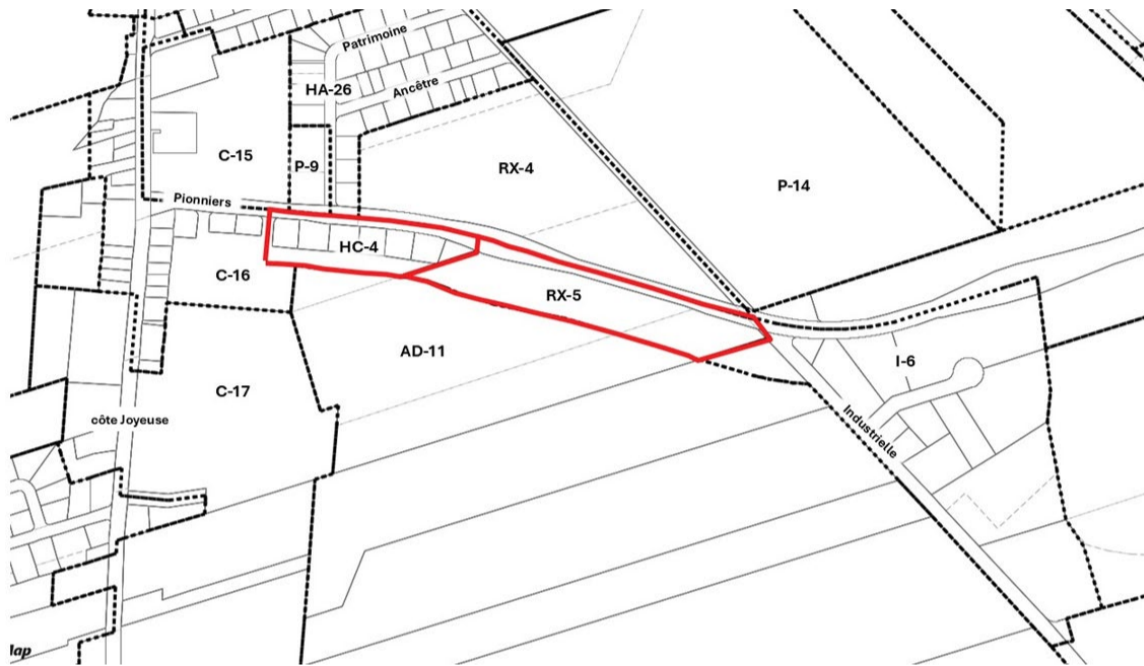 Patrimoine
HA-26
Ancêtre
C-15
P-9
RX-4
P-14
Pionniers
HC-4
C-16
RX-5
AD-11
I-6
C-17
côte Joyeuse
Industrielle